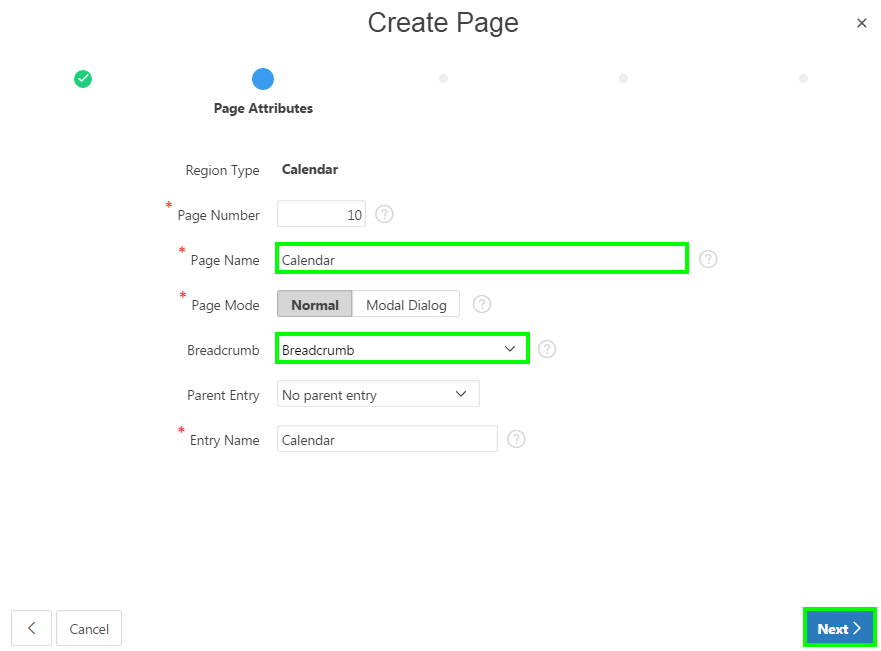 Create Page
Page Attributes
Region Type Calendar
* Page Number 10 ?
* Page Name Calendar ?
* Page Mode Normal Modal Dialog ?
Breadcrumb Breadcrumb ?
Parent Entry No parent entry
* Entry Name Calendar ?
Cancel Next